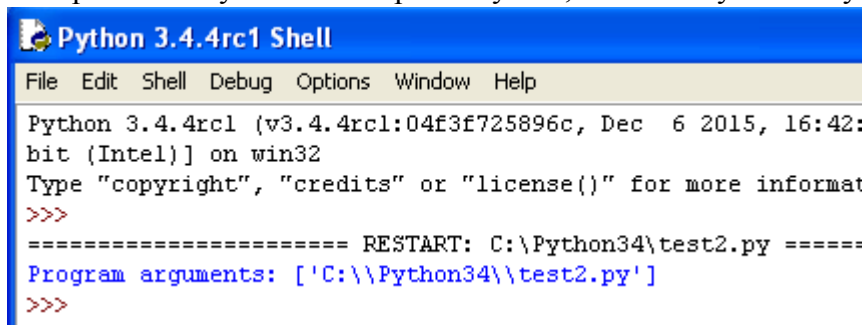 Python 3.4.4rc1 Shell
File Edit Shell Debug Options Window Help
Python 3.4.4rc1 (v3.4.4rc1:04f3f725896c, Dec  6 2015, 16:42:
bit (Intel)] on win32
Type "copyright", "credits" or "license()" for more informat
>>>
======================= RESTART: C:\Python34\test2.py ======
Program arguments: ['C:\\Python34\\test2.py']
>>>